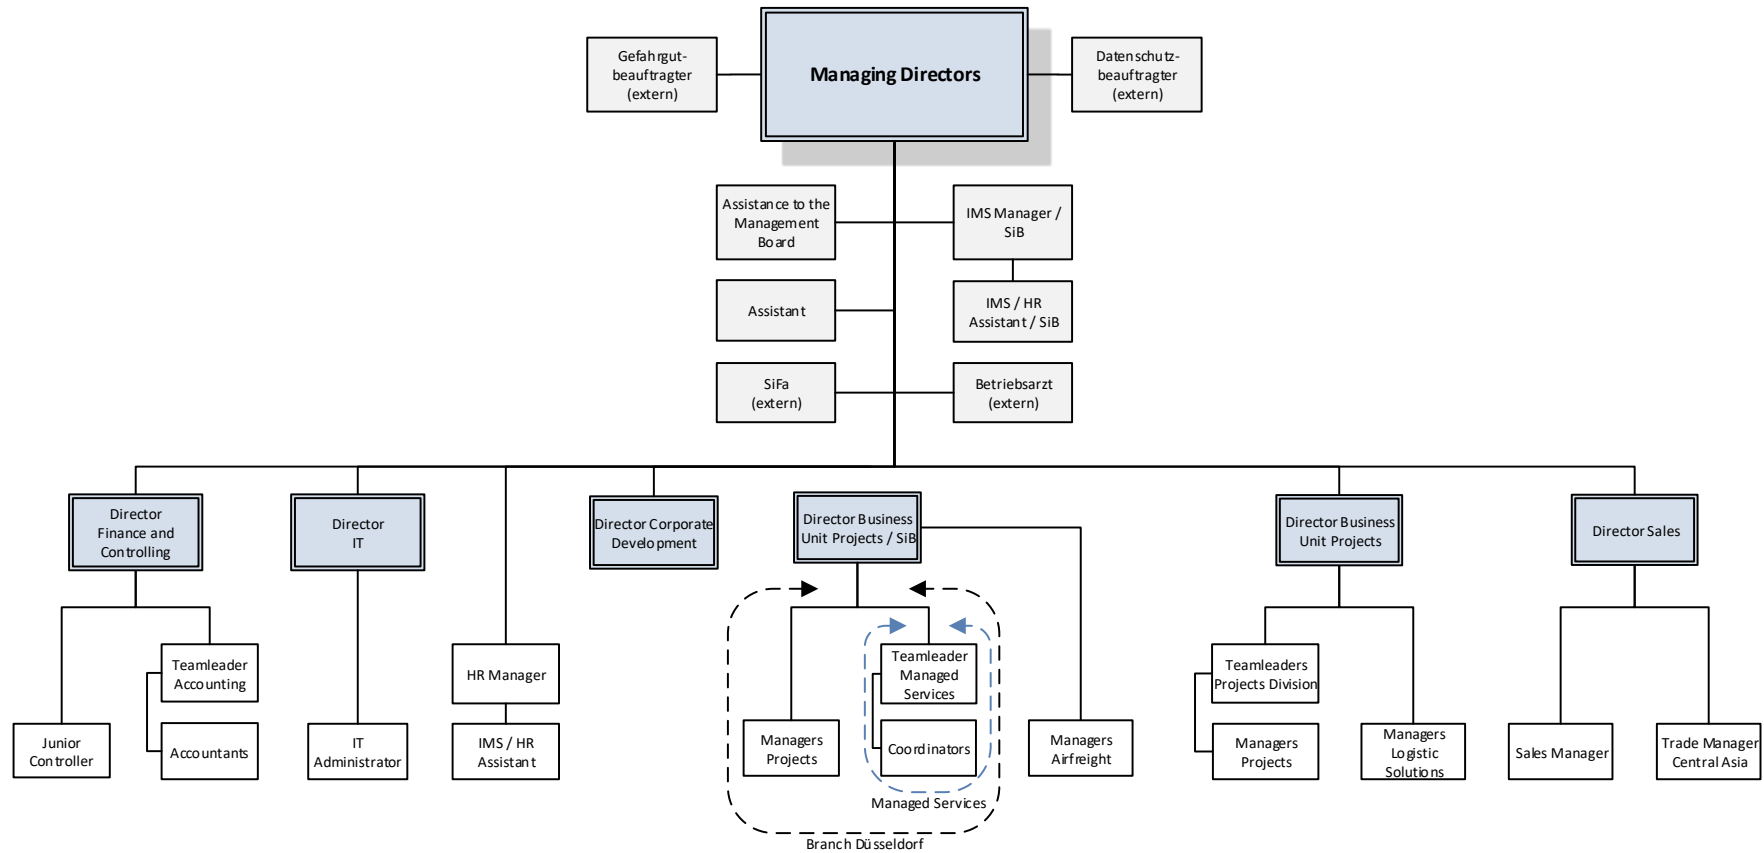 Gefahrgut-
beauftragter
(extern)
Managing Directors
Datenschutz-
beauftragter
(extern)
Assistance to the
Management
Board
IMS Manager /
SiB
Assistant
IMS / HR
Assistant / SiB
SiFa
(extern)
Betriebsarzt
(extern)
Director
Finance and
Controlling
Director
IT
Director Corporate
Development
Director Business
Unit Projects / SiB
Director Business
Unit Projects
Director Sales
Teamleader
Accounting
HR Manager
Teamleader
Managed
Services
Teamleaders
Projects Division
Junior
Controller
Accountants
IT
Administrator
IMS / HR
Assistant
Managers
Projects
Coordinators
Managers
Airfreight
Managers
Projects
Managers
Logistic
Solutions
Sales Manager
Trade Manager
Central Asia
Managed Services
Branch Düsseldorf